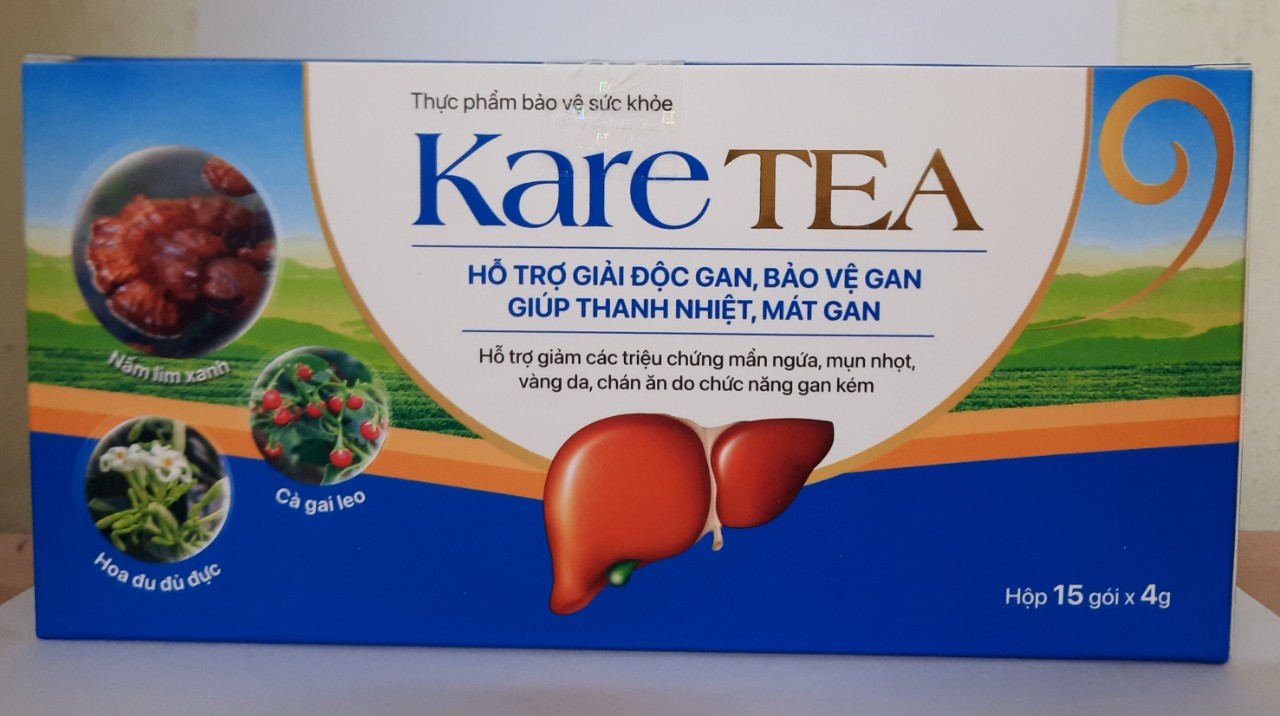 Thực phẩm bảo vệ sức khỏe
Kare TEA
HỖ TRỢ GIẢI ĐỘC GAN, BẢO VỆ GAN
GIÚP THANH NHIỆT, MÁT GAN
Hỗ trợ giảm các triệu chứng mẩn ngứa, mụn nhọt,
vàng da, chán ăn do chức năng gan kém
Nấm lim xanh
Cà gai leo
Hoa đu đủ đực
Hộp 15 gói x 4g